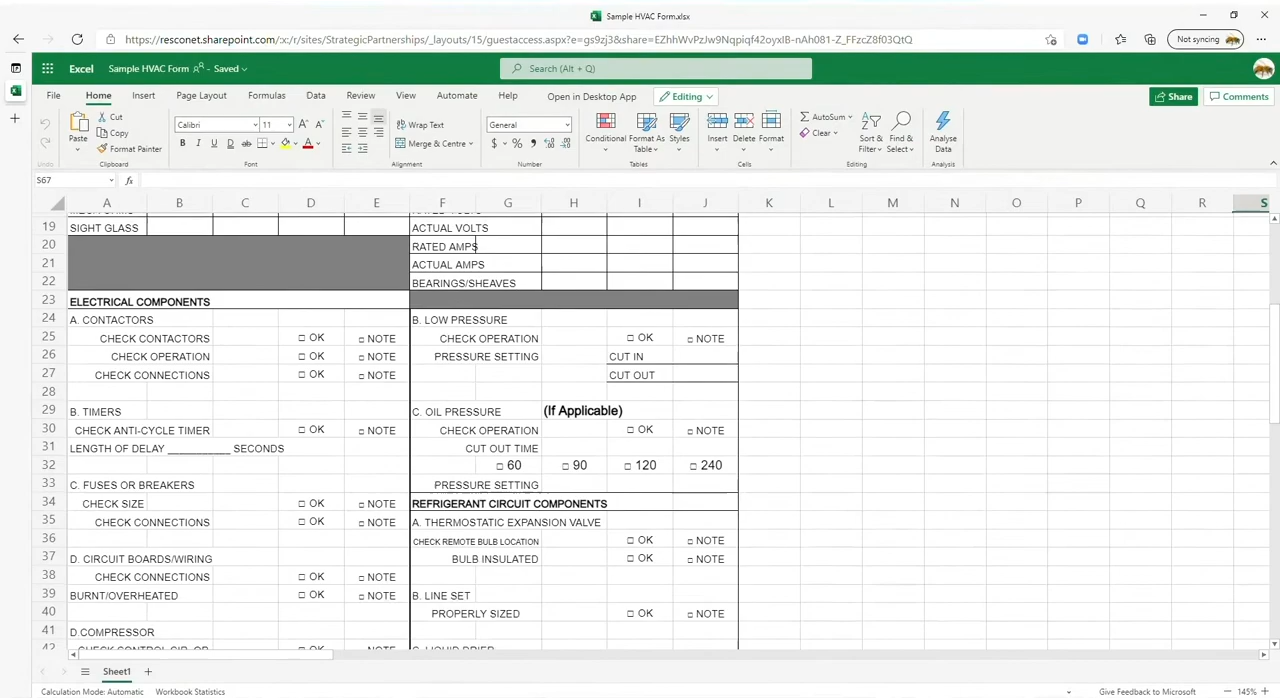 Sample HVAC Form.xlsx
https://resconet.sharepoint.com/:x:/r/sites/StrategicPartnerships/_layouts/15/guestaccess.aspx?e=gs9zj3&share=EZhhWvPzJw9Nqpiqf42oyxIB-nAh081-Z_FFzcZ8f03QtQ
Not syncing
Excel
Sample HVAC Form - Saved
Search (Alt + Q)
File Home Insert Page Layout Formulas Data Review View Automate Help Open in Desktop App Editing Share Comments
Cut
Copy
Paste
Format Painter
Calibri 11
Wrap Text
Merge & Centre
General
Conditional Formatting
Format As Table
Styles
Insert Delete Format
AutoSum
Clear
Sort & Filter
Find & Select
Analyse Data
Undo Clipboard Font Alignment Number Tables Cells Editing Analysis
S67 fx
A B C D E F G H I J K L M N O P Q R S
19 SIGHT GLASS ACTUAL VOLTS
20 RATED AMPS
21 ACTUAL AMPS
22 BEARINGS/SHEAVES
23 ELECTRICAL COMPONENTS
24 A. CONTACTORS B. LOW PRESSURE
25 CHECK CONTACTORS □ OK □ NOTE CHECK OPERATION □ OK □ NOTE
26 CHECK OPERATION □ OK □ NOTE PRESSURE SETTING CUT IN
27 CHECK CONNECTIONS □ OK □ NOTE CUT OUT
28
29 B. TIMERS C. OIL PRESSURE (If Applicable)
30 CHECK ANTI-CYCLE TIMER □ OK □ NOTE CHECK OPERATION □ OK □ NOTE
31 LENGTH OF DELAY __________ SECONDS CUT OUT TIME
32 □ 60 □ 90 □ 120 □ 240
33 C. FUSES OR BREAKERS PRESSURE SETTING
34 CHECK SIZE □ OK □ NOTE REFRIGERANT CIRCUIT COMPONENTS
35 CHECK CONNECTIONS □ OK □ NOTE A. THERMOSTATIC EXPANSION VALVE
36 CHECK REMOTE BULB LOCATION □ OK □ NOTE
37 D. CIRCUIT BOARDS/WIRING BULB INSULATED □ OK □ NOTE
38 CHECK CONNECTIONS □ OK □ NOTE
39 BURNT/OVERHEATED □ OK □ NOTE B. LINE SET
40 PROPERLY SIZED □ OK □ NOTE
41 D.COMPRESSOR
42
Sheet1
Calculation Mode: Automatic Workbook Statistics Give Feedback to Microsoft 145%